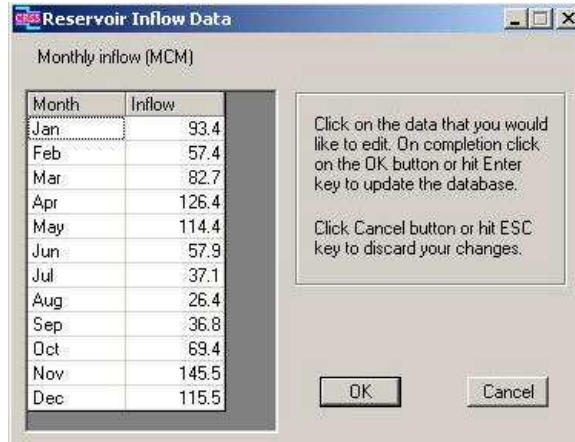 CRSS Reservoir Inflow Data
Monthly inflow (MCM)
Month Inflow
Jan 93.4
Feb 57.4
Mar 82.7
Apr 126.4
May 114.4
Jun 57.9
Jul 37.1
Aug 26.4
Sep 36.8
Oct 69.4
Nov 145.5
Dec 115.5
Click on the data that you would
like to edit. On completion click
on the OK button or hit Enter
key to update the database.
Click Cancel button or hit ESC
key to discard your changes.
OK Cancel